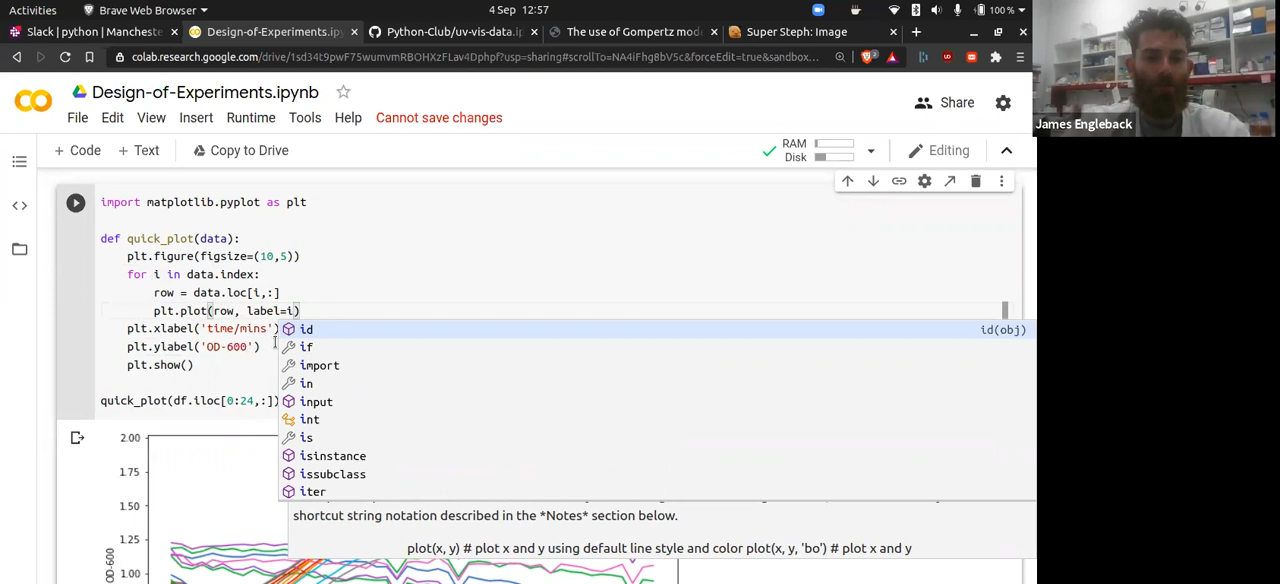 Activities
Brave Web Browser
4 Sep 12:57
100 %
Slack | python | Mancheste
Design-of-Experiments.ipyn
Python-Club/uv-vis-data.ip
The use of Gompertz mod
Super Steph: Image
colab.research.google.com/drive/1sd34t9pwF75wumvmRBOHXzFLav4Dphpf?usp=sharing#scrollTo=NA4iFhg8bV5c&forceEdit=true&sandbox...
James Engleback
Design-of-Experiments.ipynb
Share
File Edit View Insert Runtime Tools Help Cannot save changes
+ Code + Text Copy to Drive
RAM
Disk
Editing
import matplotlib.pyplot as plt
def quick_plot(data):
plt.figure(figsize=(10,5))
for i in data.index:
row = data.loc[i,:]
plt.plot(row, label=i)
plt.xlabel('time/mins')
plt.ylabel('OD-600')
plt.show()
quick_plot(df.iloc[0:24,:])
id id(obj)
if
import
in
input
int
is
isinstance
issubclass
iter
shortcut string notation described in the *Notes* section below.
plot(x, y) # plot x and y using default line style and color plot(x, y, 'bo') # plot x and y
2.00
1.75
1.50
1.25
1.00
OD-600